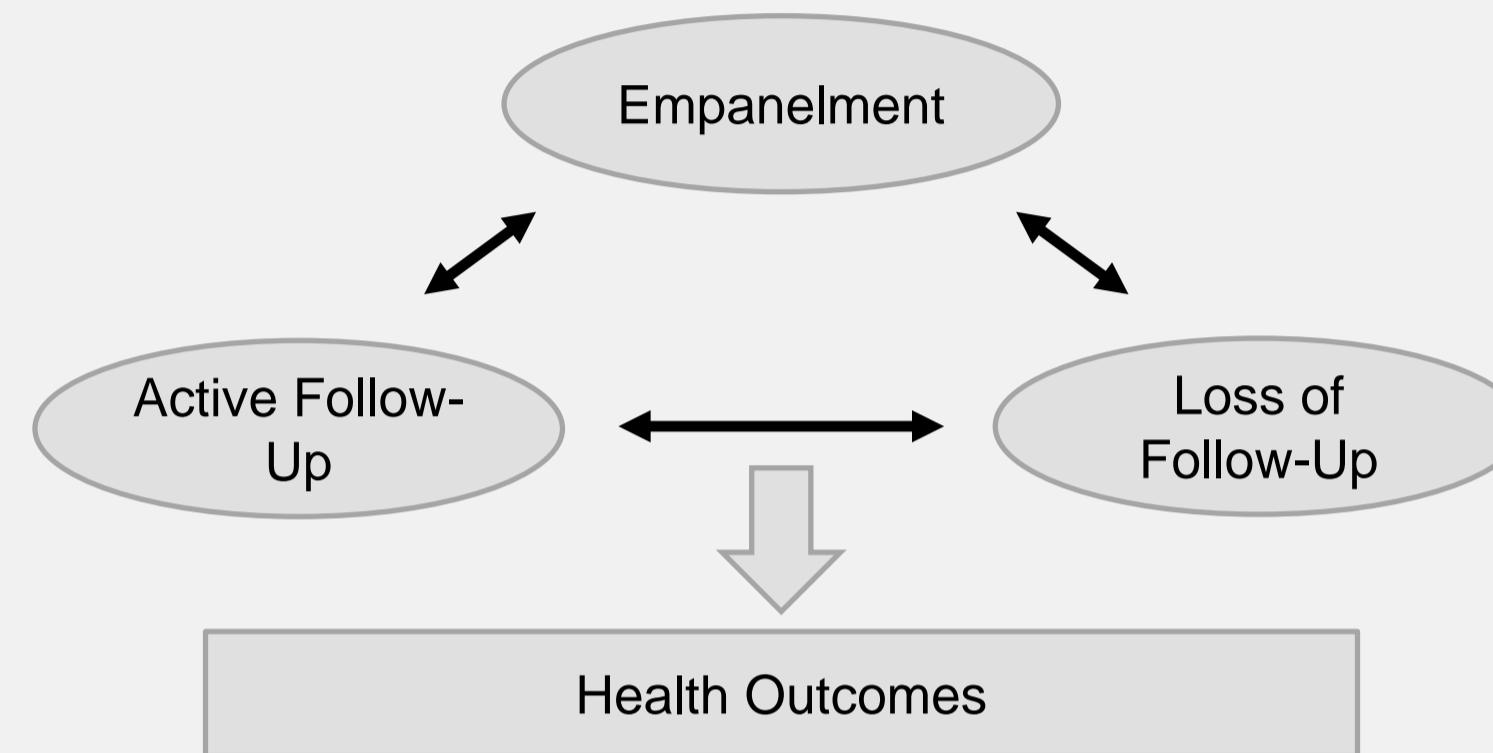 Empanelment
Active Follow-
Up
Loss of
Follow-Up
Health Outcomes